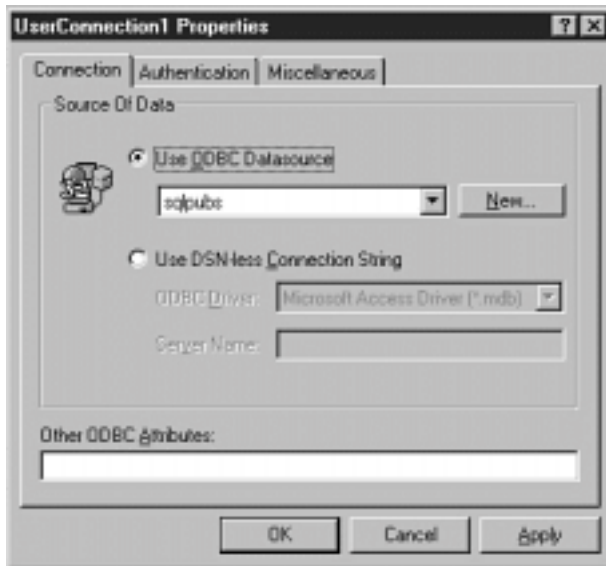 UserConnection1 Properties
Connection Authentication Miscellaneous
Source Of Data
Use ODBC Datasource
sqlpubs New...
Use DSN-less Connection String
ODBC Driver: Microsoft Access Driver (*.mdb)
Server Name:
Other ODBC Attributes:
OK Cancel Apply